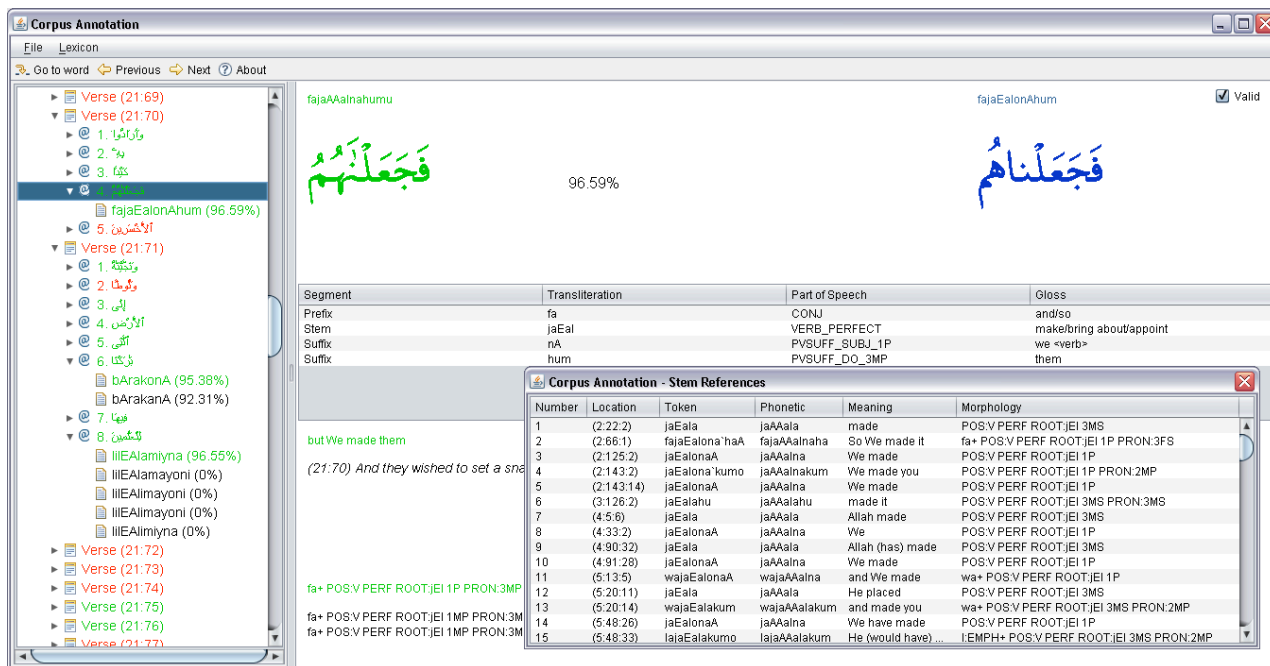 Corpus Annotation
File Lexicon
Go to word Previous Next About
Verse (21:69)
Verse (21:70)
1.
2.
3.
4.
fajaEalonAhum (96.59%)
5. ٱلْأَخْسَرِينَ
Verse (21:71)
1.
2. وَلُوطًا
3. إِلَى
4. ٱلْأَرْضِ
5. ٱلَّتِى
6.
bArakonA (95.38%)
bArakanA (92.31%)
7. فِيهَا
8. لِلْعَٰلَمِينَ
lilEAlamiyna (96.55%)
lilEAlamayoni (0%)
lilEAlimayoni (0%)
lilEAlimayoni (0%)
lilEAlimiyna (0%)
Verse (21:72)
Verse (21:73)
Verse (21:74)
Verse (21:75)
Verse (21:76)
Verse (21:77)
fajaAAalnahumu fajaEalonAhum Valid
فَجَعَلْنَٰهُمُ 96.59% فَجَعَلْناهُم
Segment Transliteration Part of Speech Gloss
Prefix fa CONJ and/so
Stem jaEal VERB_PERFECT make/bring about/appoint
Suffix nA PVSUFF_SUBJ_1P we <verb>
Suffix hum PVSUFF_DO_3MP them
but We made them
(21:70) And they wished to set a sna
fa+ POS:V PERF ROOT:jEl 1P PRON:3MP
fa+ POS:V PERF ROOT:jEl 1MP PRON:3M
fa+ POS:V PERF ROOT:jEl 1MP PRON:3M
Corpus Annotation - Stem References
Number Location Token Phonetic Meaning Morphology
1 (2:22:2) jaEala jaAAala made POS:V PERF ROOT:jEl 3MS
2 (2:66:1) fajaEalona`haA fajaAAalnaha So We made it fa+ POS:V PERF ROOT:jEl 1P PRON:3FS
3 (2:125:2) jaEalonaA jaAAalna We made POS:V PERF ROOT:jEl 1P
4 (2:143:2) jaEalona`kumo jaAAalnakum We made you POS:V PERF ROOT:jEl 1P PRON:2MP
5 (2:143:14) jaEalonaA jaAAalna We made POS:V PERF ROOT:jEl 1P
6 (3:126:2) jaEalahu jaAAalahu made it POS:V PERF ROOT:jEl 3MS PRON:3MS
7 (4:5:6) jaEala jaAAala Allah made POS:V PERF ROOT:jEl 3MS
8 (4:33:2) jaEalonaA jaAAalna We POS:V PERF ROOT:jEl 1P
9 (4:90:32) jaEala jaAAala Allah (has) made POS:V PERF ROOT:jEl 3MS
10 (4:91:28) jaEalonaA jaAAalna We made POS:V PERF ROOT:jEl 1P
11 (5:13:5) wajaEalonaA wajaAAalna and We made wa+ POS:V PERF ROOT:jEl 1P
12 (5:20:11) jaEala jaAAala He placed POS:V PERF ROOT:jEl 3MS
13 (5:20:14) wajaEalakum wajaAAalakum and made you wa+ POS:V PERF ROOT:jEl 3MS PRON:2MP
14 (5:48:26) jaEalonaA jaAAalna We have made POS:V PERF ROOT:jEl 1P
15 (5:48:33) lajaEalakumo lajaAAalakum He (would have) ... l:EMPH+ POS:V PERF ROOT:jEl 3MS PRON:2MP